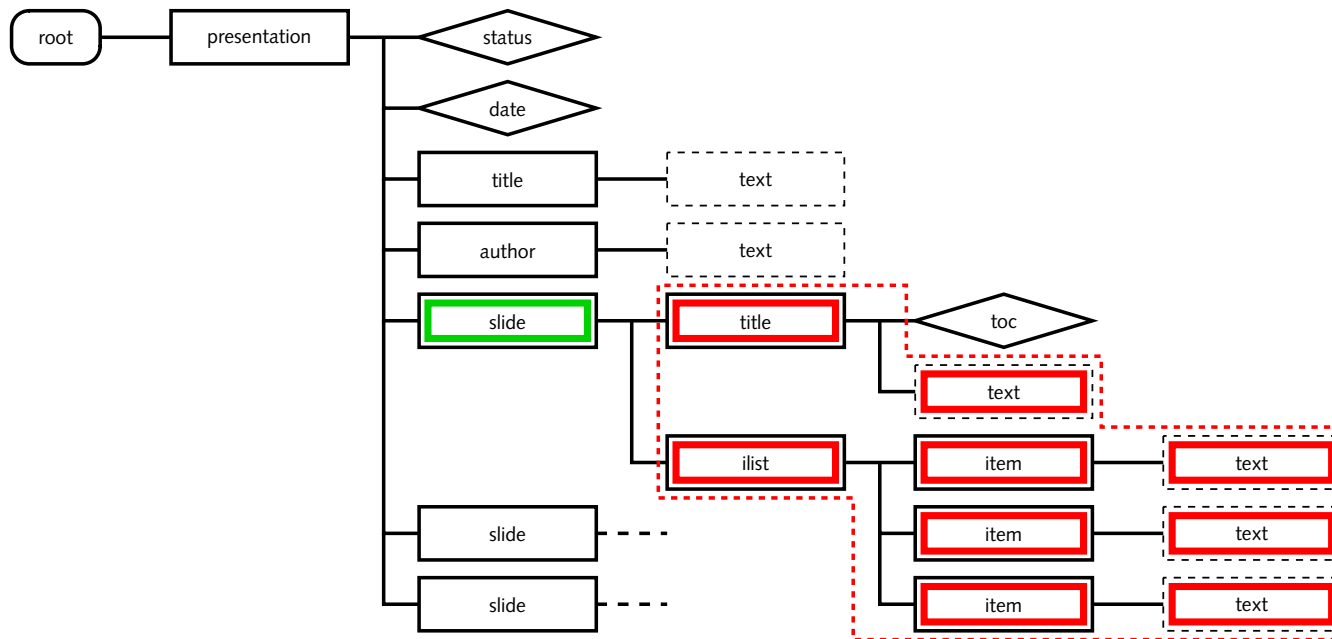 root presentation status
date
title text
author text
slide title toc
text
ilist item text
slide item text
slide item text